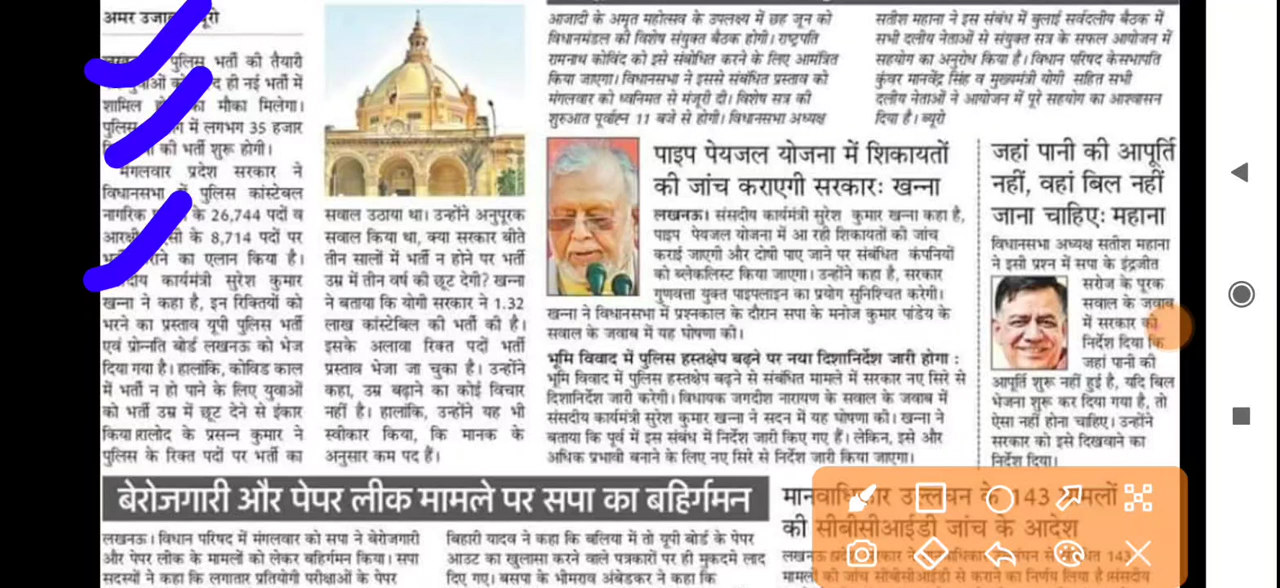 अमर उजाला ब्यूरो
पुलिस भर्ती की तैयारी
ही नई भर्ती में
शामिल का मौका मिलेगा।
पुलिस में लगभग 35 हजार
की भर्ती शुरू होगी।
मंगलवार प्रदेश सरकार ने
विधानसभा में पुलिस कांस्टेबल
नागरिक के 26,744 पदों व
आरक्षी के 8,714 पदों पर
का एलान किया है।
कार्यमंत्री सुरेश कुमार
खन्ना ने कहा है, इन रिक्तियों को
भरने का प्रस्ताव यूपी पुलिस भर्ती
एवं प्रोन्नति बोर्ड लखनऊ को भेज
दिया गया है। हालांकि, कोविड काल
में भर्ती न हो पाने के लिए युवाओं
को भर्ती उम्र में छूट देने से इंकार
किया।रालोद के प्रसन्न कुमार ने
पुलिस के रिक्त पदों पर भर्ती का
सवाल उठाया था। उन्होंने अनुपूरक
सवाल किया था, क्या सरकार बीते
तीन सालों में भर्ती न होने पर भर्ती
उम्र में तीन वर्ष की छूट देगी? खन्ना
ने बताया कि योगी सरकार ने 1.32
लाख कांस्टेबिल की भर्ती की है।
इसके अलावा रिक्त पदों भर्ती
प्रस्ताव भेजा जा चुका है। उन्होंने
कहा, उम्र बढ़ाने का कोई विचार
नहीं है। हालांकि, उन्होंने यह भी
स्वीकार किया, कि मानक के
अनुसार कम पद हैं।
आजादी के अमृत महोत्सव के उपलक्ष्य में छह जून को
विधानमंडल की विशेष संयुक्त बैठक होगी। राष्ट्रपति
रामनाथ कोविंद को इसे संबोधित करने के लिए आमंत्रित
किया जाएगा। विधानसभा ने इससे संबंधित प्रस्ताव को
मंगलवार को ध्वनिमत से मंजूरी दी। विशेष सत्र की
शुरुआत पूर्वाह्न 11 बजे से होगी। विधानसभा अध्यक्ष
सतीश महाना ने इस संबंध में बुलाई सर्वदलीय बैठक में
सभी दलीय नेताओं से संयुक्त सत्र के सफल आयोजन में
सहयोग का अनुरोध किया है। विधान परिषद के सभापति
कुंवर मानवेंद्र सिंह व मुख्यमंत्री योगी सहित सभी
दलीय नेताओं ने आयोजन में पूरे सहयोग का आश्वासन
दिया है। ब्यूरो
पाइप पेयजल योजना में शिकायतों
की जांच कराएगी सरकारः खन्ना
लखनऊ। संसदीय कार्यमंत्री सुरेश कुमार खन्ना कहा है,
पाइप पेयजल योजना में आ रही शिकायतों की जांच
कराई जाएगी और दोषी पाए जाने पर संबंधित कंपनियों
को ब्लेकलिस्ट किया जाएगा। उन्होंने कहा है, सरकार
गुणवत्ता युक्त पाइपलाइन का प्रयोग सुनिश्चित करेगी।
खन्ना ने विधानसभा में प्रश्नकाल के दौरान सपा के मनोज कुमार पांडेय के
सवाल के जवाब में यह घोषणा की।
भूमि विवाद में पुलिस हस्तक्षेप बढ़ने पर नया दिशानिर्देश जारी होगा :
भूमि विवाद में पुलिस हस्तक्षेप बढ़ने से संबंधित मामले में सरकार नए सिरे से
दिशानिर्देश जारी करेगी। विधायक जगदीश नारायण के सवाल के जवाब में
संसदीय कार्यमंत्री सुरेश कुमार खन्ना ने सदन में यह घोषणा की। खन्ना ने
बताया कि पूर्व में इस संबंध में निर्देश जारी किए गए हैं। लेकिन, इसे और
अधिक प्रभावी बनाने के लिए नए सिरे से निर्देश जारी किया जाएगा।
जहां पानी की आपूर्ति
नहीं, वहां बिल नहीं
जाना चाहिएः महाना
विधानसभा अध्यक्ष सतीश महाना
ने इसी प्रश्न में सपा के इंद्रजीत
सरोज के पूरक
सवाल के जवाब
में सरकार को
निर्देश दिया कि
जहां पानी की
आपूर्ति शुरू नहीं हुई है, यदि बिल
भेजना शुरू कर दिया गया है, तो
ऐसा नहीं होना चाहिए। उन्होंने
सरकार को इसे दिखवाने का
निर्देश दिया।
बेरोजगारी और पेपर लीक मामले पर सपा का बहिर्गमन
लखनऊ। विधान परिषद में मंगलवार को सपा ने बेरोजगारी
और पेपर लीक के मामलों को लेकर बहिर्गमन किया। सपा
सदस्यों ने कहा कि लगातार प्रतियोगी परीक्षाओं के पेपर
बिहारी यादव ने कहा कि बलिया में तो यूपी बोर्ड के पेपर
आउट का खुलासा करने वाले पत्रकारों पर ही मुकदमे लाद
दिए गए। बसपा के भीमराव अंबेडकर ने कहा कि
मानवाधिकार उल्लंघन के 143 मामलों
की सीबीसीआईडी जांच के आदेश